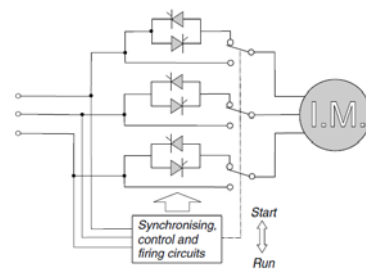 I.M.
Synchronising,
control and
firing circuits
Start
Run